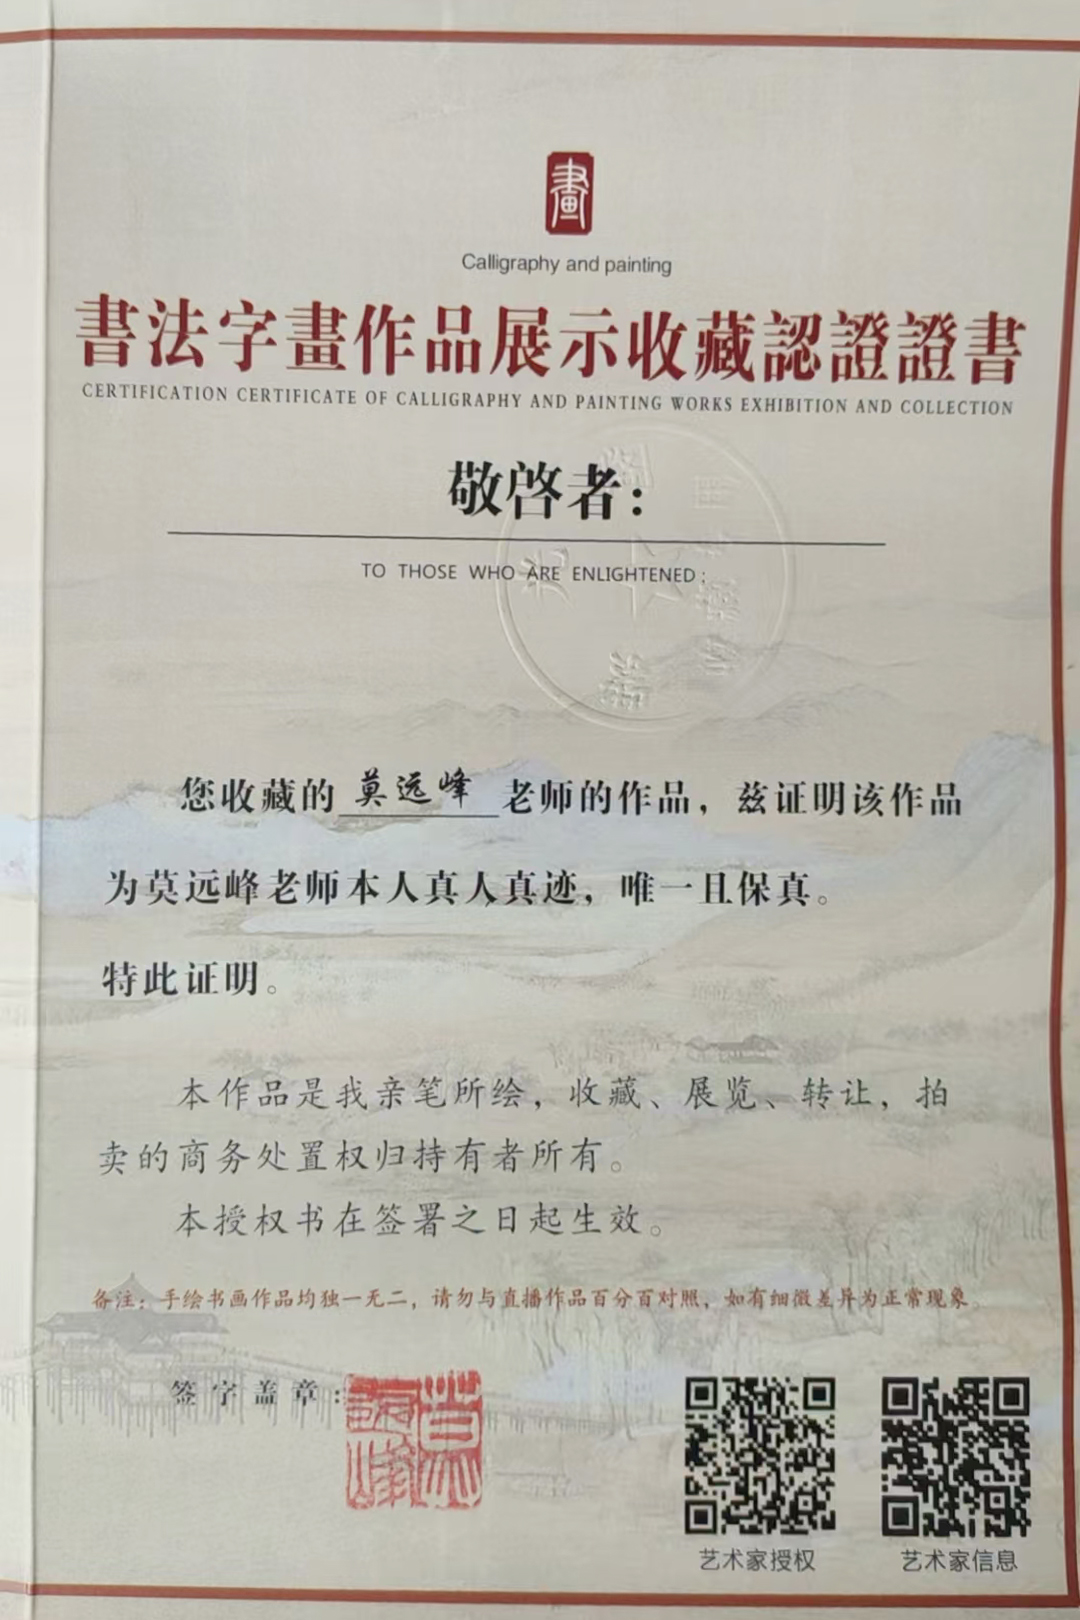 畫
Calligraphy and painting
書法字畫作品展示收藏認證證書
CERTIFICATION CERTIFICATE OF CALLIGRAPHY AND PAINTING WORKS EXHIBITION AND COLLECTION
敬啓者：
TO THOSE WHO ARE ENLIGHTENED :
您收藏的 莫远峰 老师的作品，兹证明该作品
为莫远峰老师本人真人真迹，唯一且保真。
特此证明。
本作品是我亲笔所绘，收藏、展览、转让，拍
卖的商务处置权归持有者所有。
本授权书在签署之日起生效。
备注：手绘书画作品均独一无二，请勿与直播作品百分百对照，如有细微差异为正常现象。
签字盖章：
艺术家授权
艺术家信息